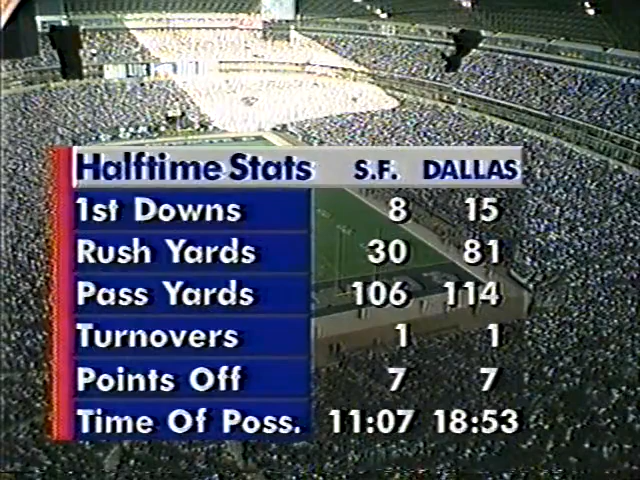 Halftime Stats S.F. DALLAS
1st Downs 8 15
Rush Yards 30 81
Pass Yards 106 114
Turnovers 1 1
Points Off 7 7
Time Of Poss. 11:07 18:53